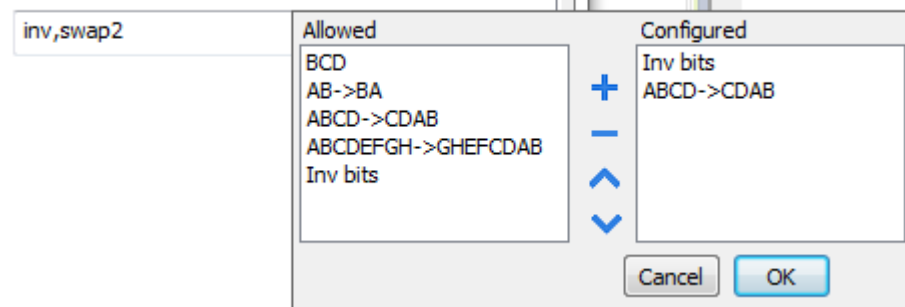 inv,swap2
Allowed
BCD
AB->BA
ABCD->CDAB
ABCDEFGH->GHEFCDAB
Inv bits
Configured
Inv bits
ABCD->CDAB
Cancel
OK